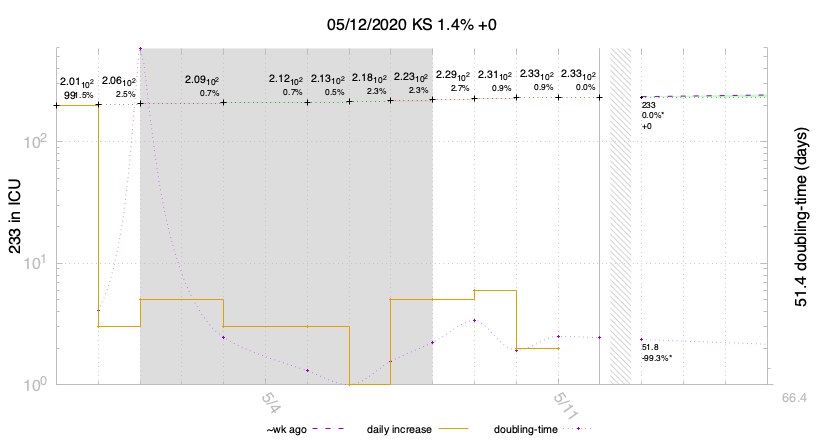 05/12/2020 KS 1.4% +0
2.01₁₀2 2.06₁₀2 2.09₁₀2 2.12₁₀2 2.13₁₀2 2.18₁₀2 2.23₁₀2 2.29₁₀2 2.31₁₀2 2.33₁₀2 2.33₁₀2
2.5% 0.7% 0.7% 0.5% 2.3% 2.3% 2.7% 0.9% 0.9% 0.0%
233
0.0%*
+0
10²
10¹
10⁰
233 in ICU
51.4 doubling-time (days)
51.8
-99.3%*
5/4
5/11
66.4
~wk ago
daily increase
doubling-time